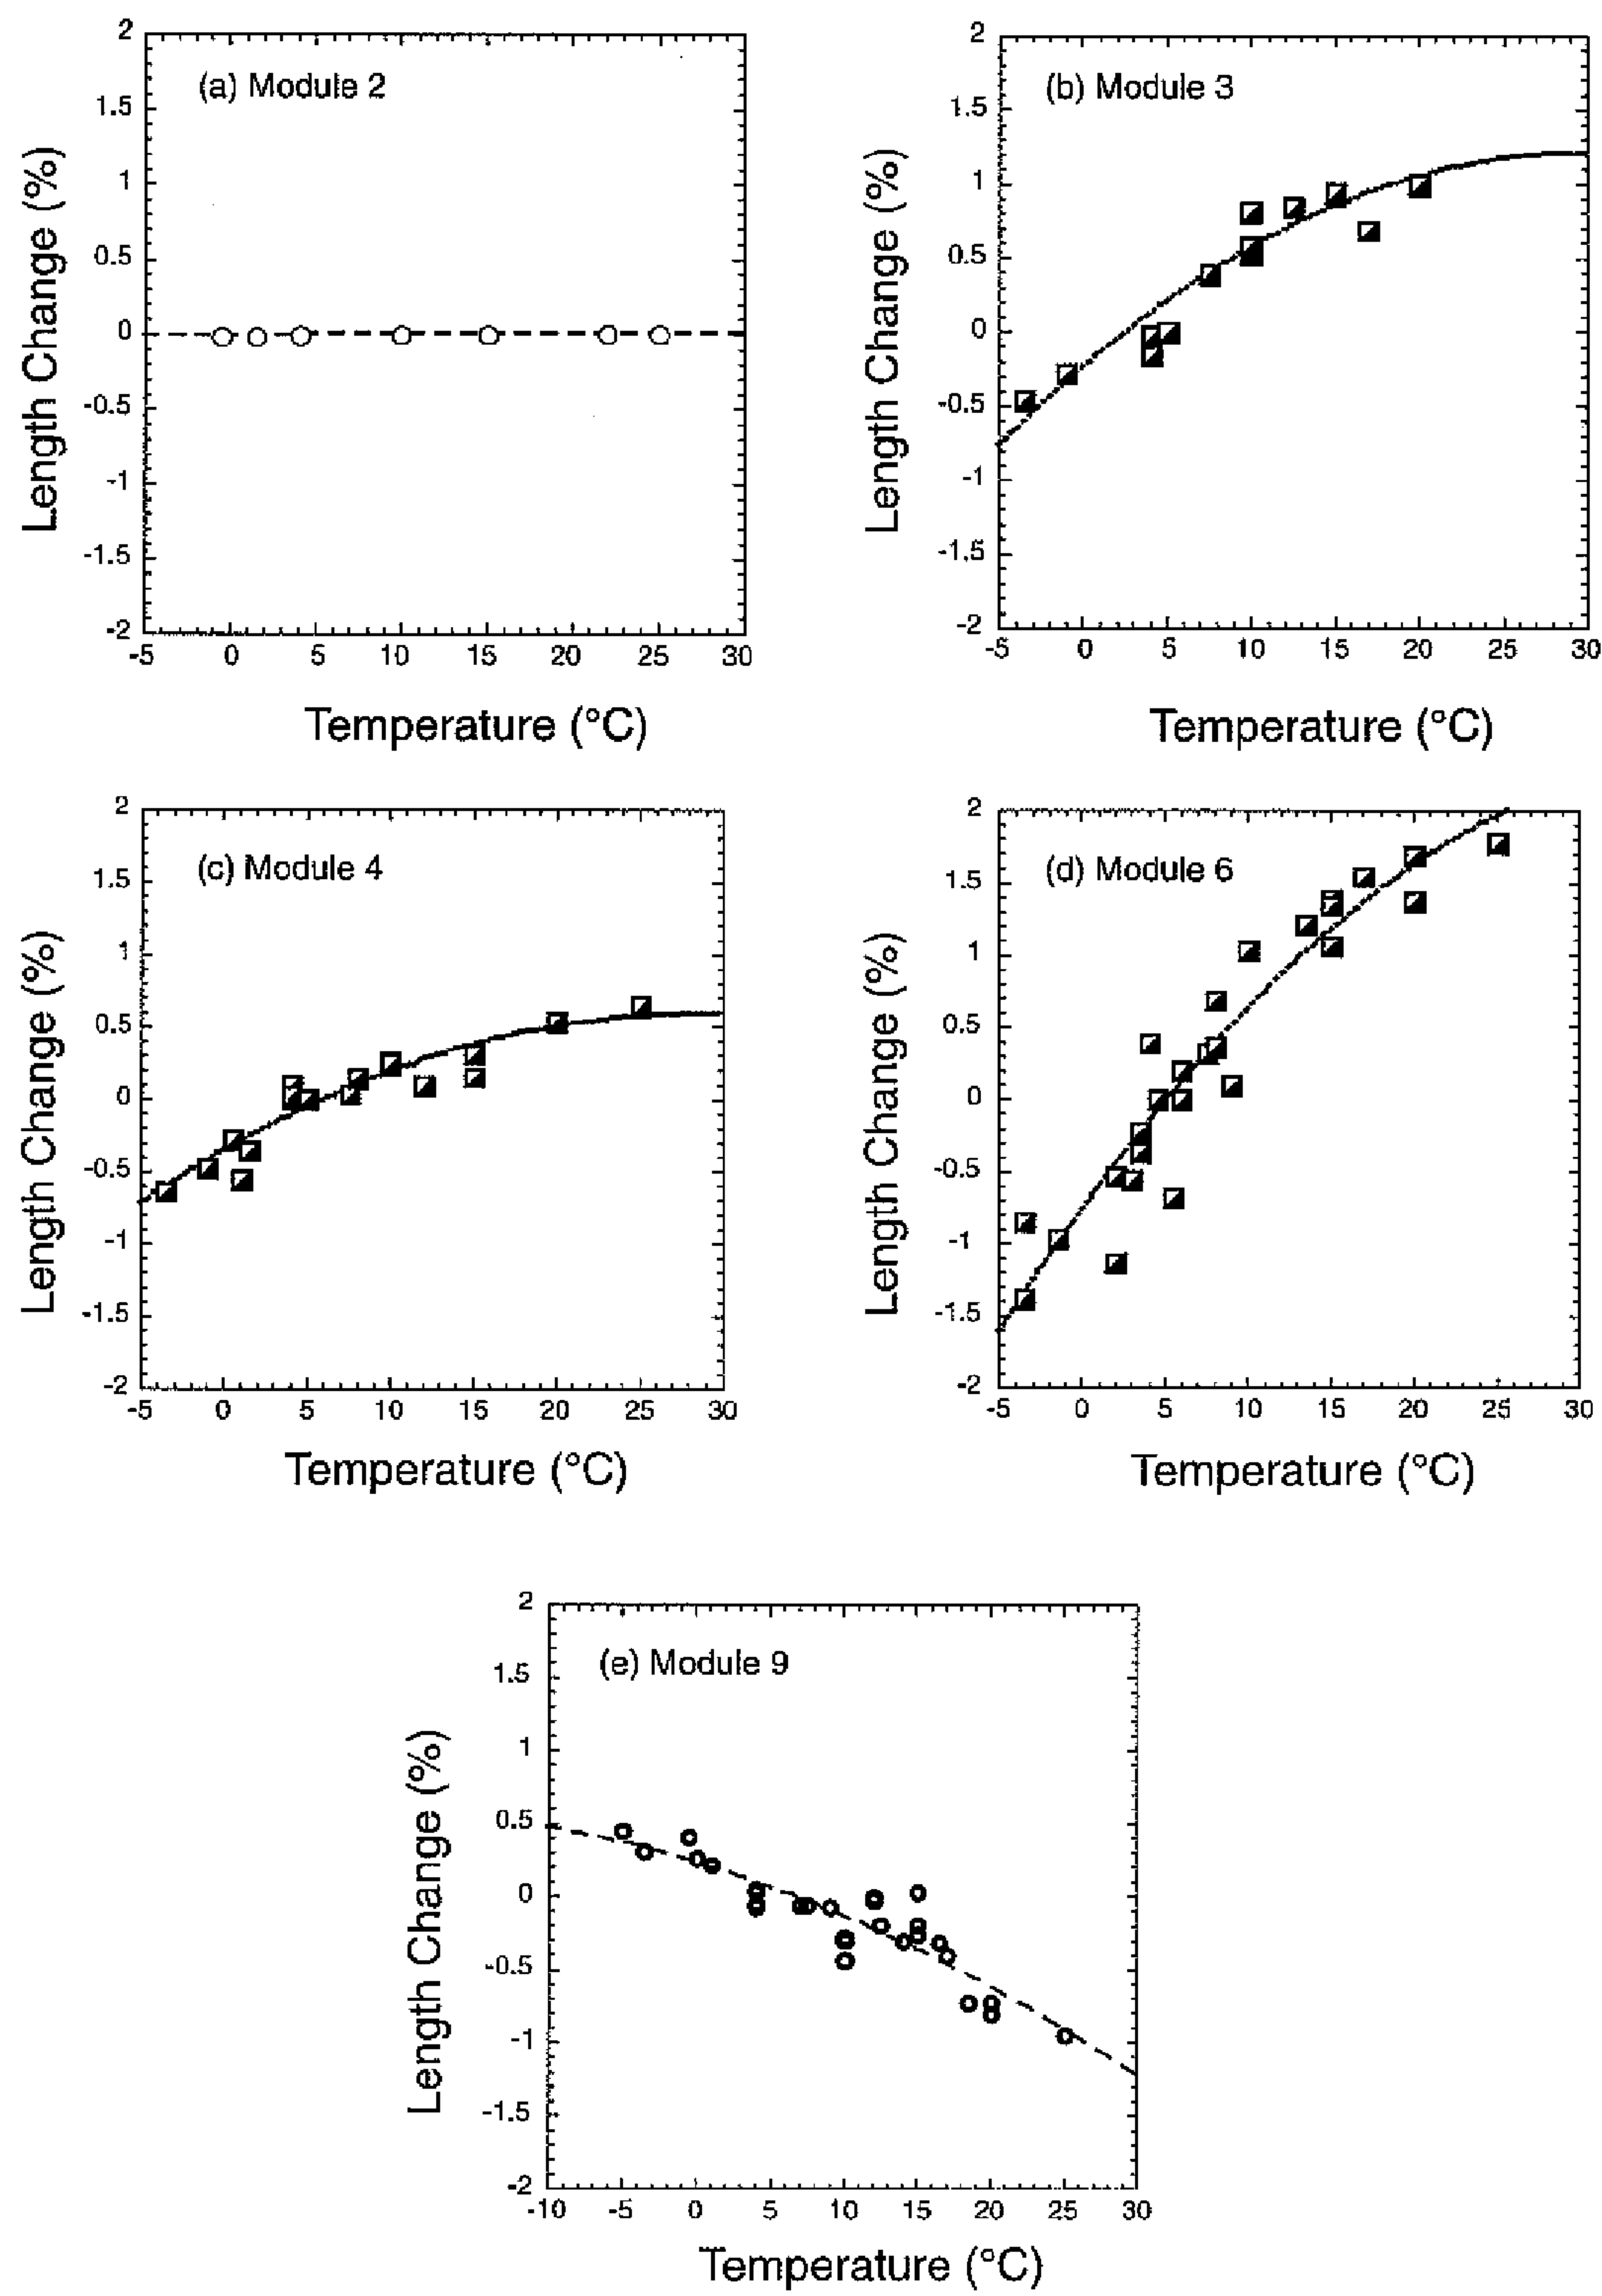 (a) Module 2
Length Change (%)
2
1.5
1
0.5
0
-0.5
-1
-1.5
-2
-5 0 5 10 15 20 25 30
Temperature (°C)
(b) Module 3
Length Change (%)
2
1.5
1
0.5
0
-0.5
-1
-1.5
-2
-5 0 5 10 15 20 25 30
Temperature (°C)
(c) Module 4
Length Change (%)
2
1.5
1
0.5
0
-0.5
-1
-1.5
-2
-5 0 5 10 15 20 25 30
Temperature (°C)
(d) Module 6
Length Change (%)
2
1.5
1
0.5
0
-0.5
-1
-1.5
-2
-5 0 5 10 15 20 25 30
Temperature (°C)
(e) Module 9
Length Change (%)
2
1.5
1
0.5
0
-0.5
-1
-1.5
-2
-10 -5 0 5 10 15 20 25 30
Temperature (°C)